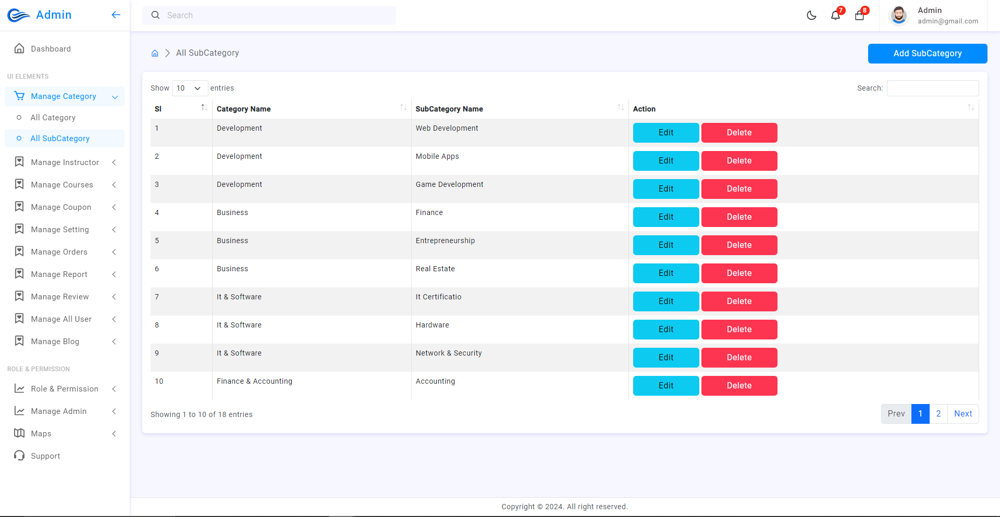 Admin
Search
7
8
Admin
admin@gmail.com
Dashboard
UI ELEMENTS
Manage Category
All Category
All SubCategory
Manage Instructor
Manage Courses
Manage Coupon
Manage Setting
Manage Orders
Manage Report
Manage Review
Manage All User
Manage Blog
ROLE & PERMISSION
Role & Permission
Manage Admin
Maps
Support
All SubCategory
Add SubCategory
Show 10 entries
Search:
Sl Category Name SubCategory Name Action
1 Development Web Development Edit Delete
2 Development Mobile Apps Edit Delete
3 Development Game Development Edit Delete
4 Business Finance Edit Delete
5 Business Entrepreneurship Edit Delete
6 Business Real Estate Edit Delete
7 It & Software It Certificatio Edit Delete
8 It & Software Hardware Edit Delete
9 It & Software Network & Security Edit Delete
10 Finance & Accounting Accounting Edit Delete
Showing 1 to 10 of 18 entries
Prev 1 2 Next
Copyright © 2024. All right reserved.